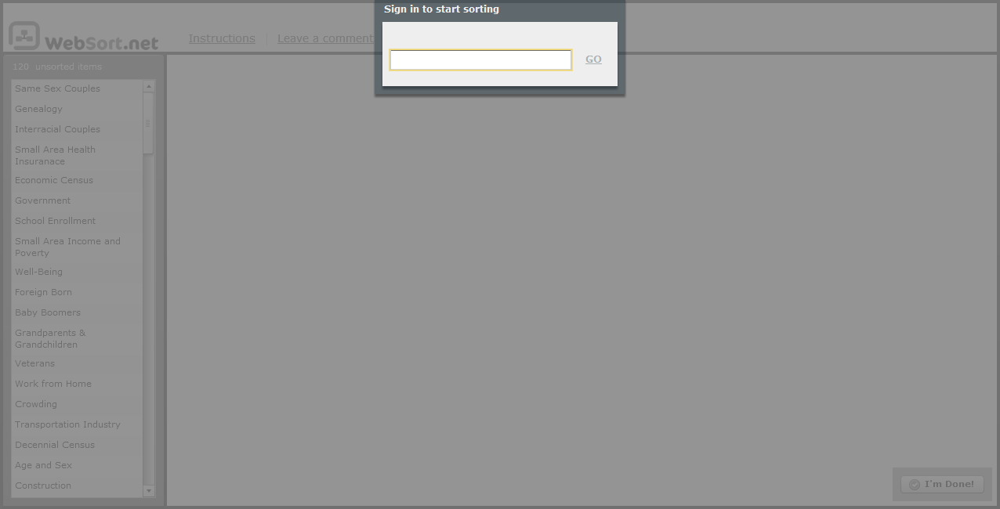 Sign in to start sorting
WebSort.net
Instructions
Leave a comment
GO
120 unsorted items
Same Sex Couples
Genealogy
Interracial Couples
Small Area Health
Insuranace
Economic Census
Government
School Enrollment
Small Area Income and
Poverty
Well-Being
Foreign Born
Baby Boomers
Grandparents &
Grandchildren
Veterans
Work from Home
Crowding
Transportation Industry
Decennial Census
Age and Sex
Construction
I'm Done!